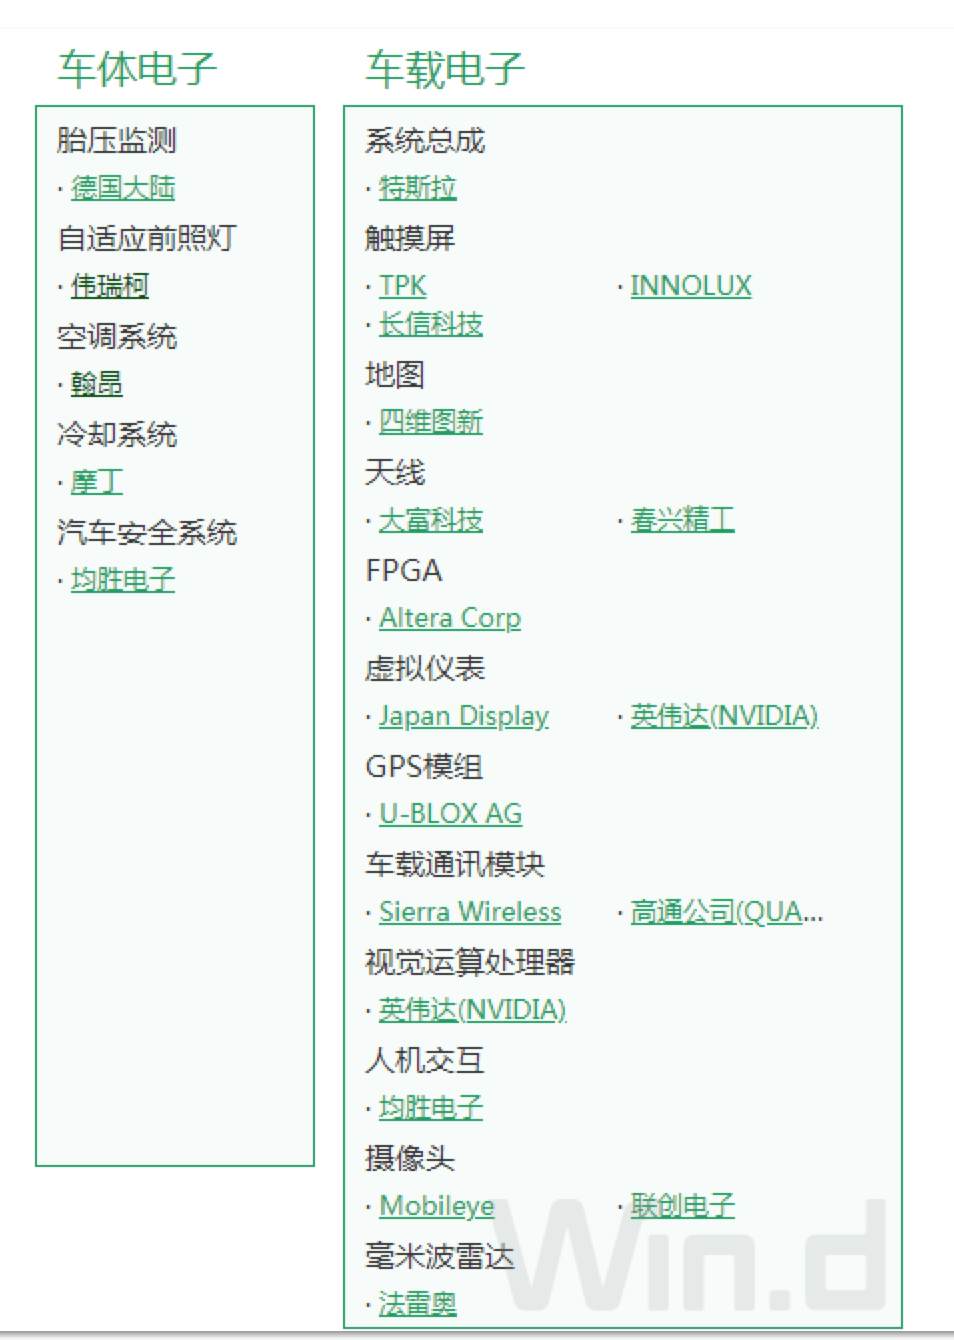 车体电子
胎压监测
· 德国大陆
自适应前照灯
· 伟瑞柯
空调系统
· 翰昂
冷却系统
· 摩丁
汽车安全系统
· 均胜电子
车载电子
系统总成
· 特斯拉
触摸屏
· TPK · INNOLUX
· 长信科技
地图
· 四维图新
天线
· 大富科技 · 春兴精工
FPGA
· Altera Corp
虚拟仪表
· Japan Display · 英伟达(NVIDIA)
GPS模组
· U-BLOX AG
车载通讯模块
· Sierra Wireless · 高通公司(QUA...
视觉运算处理器
· 英伟达(NVIDIA)
人机交互
· 均胜电子
摄像头
· Mobileye · 联创电子
毫米波雷达
· 法雷奥
Win.d